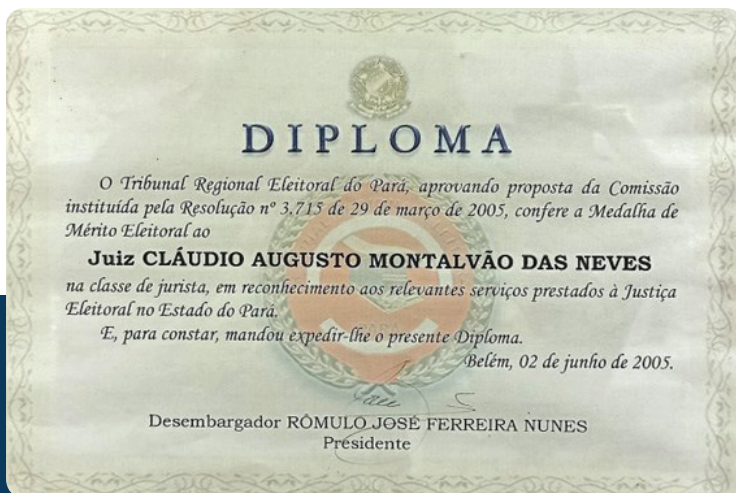 DIPLOMA
O Tribunal Regional Eleitoral do Pará, aprovando proposta da Comissão
instituída pela Resolução nº 3.715 de 29 de março de 2005, confere a Medalha de
Mérito Eleitoral ao
Juiz CLÁUDIO AUGUSTO MONTALVÃO DAS NEVES
na classe de jurista, em reconhecimento aos relevantes serviços prestados à Justiça
Eleitoral no Estado do Pará.
E, para constar, mandou expedir-lhe o presente Diploma.
Belém, 02 de junho de 2005.
Desembargador RÔMULO JOSÉ FERREIRA NUNES
Presidente